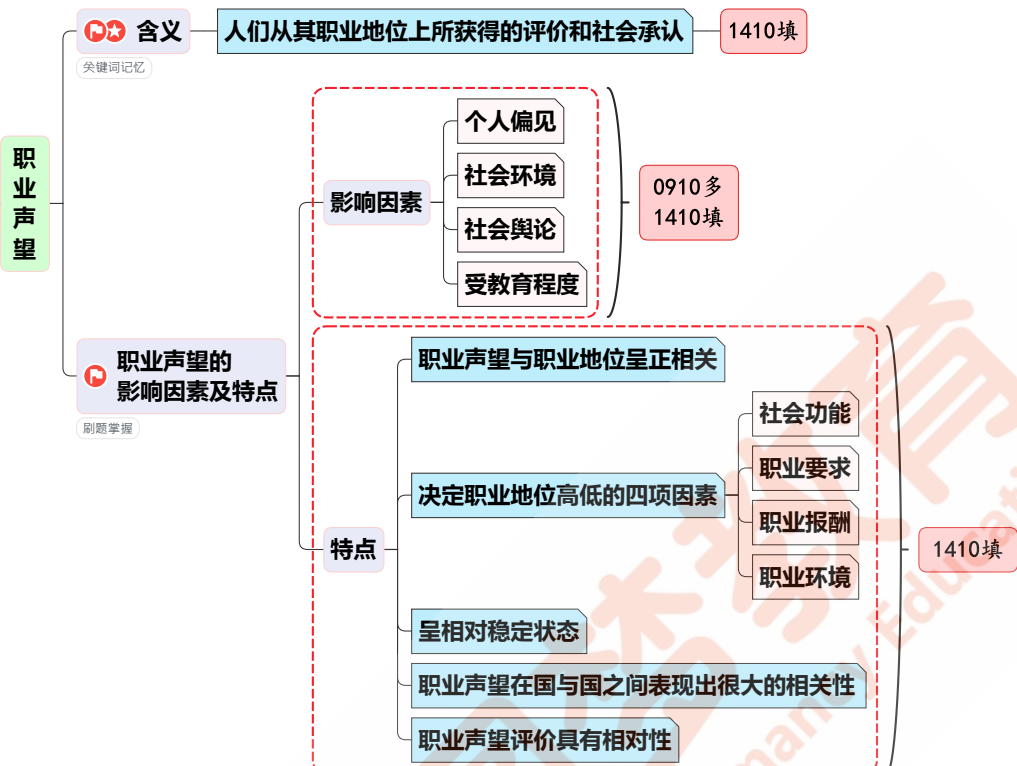 职业声望
含义
关键词记忆
人们从其职业地位上所获得的评价和社会承认
1410填
职业声望的
影响因素及特点
刷题掌握
影响因素
个人偏见
社会环境
社会舆论
受教育程度
0910多
1410填
特点
职业声望与职业地位呈正相关
决定职业地位高低的四项因素
社会功能
职业要求
职业报酬
职业环境
呈相对稳定状态
职业声望在国与国之间表现出很大的相关性
职业声望评价具有相对性
1410填
教育